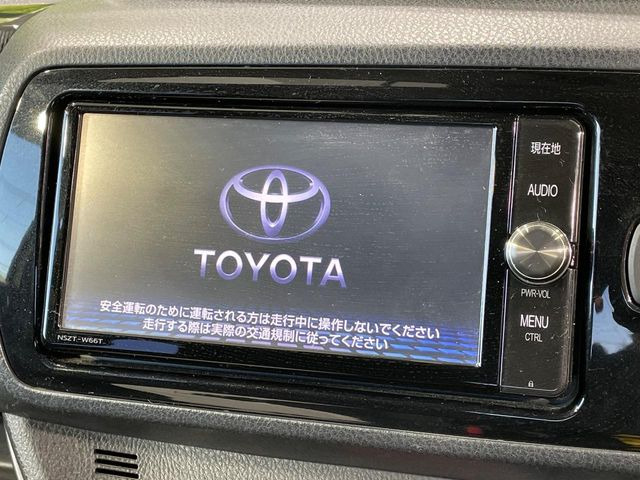 現在地
AUDIO
TOYOTA
PWR-VOL
安全運転のために運転される方は走行中に操作しないでください
走行する際は実際の交通規制に従ってください
MENU
CTRL
NSZT-W66T